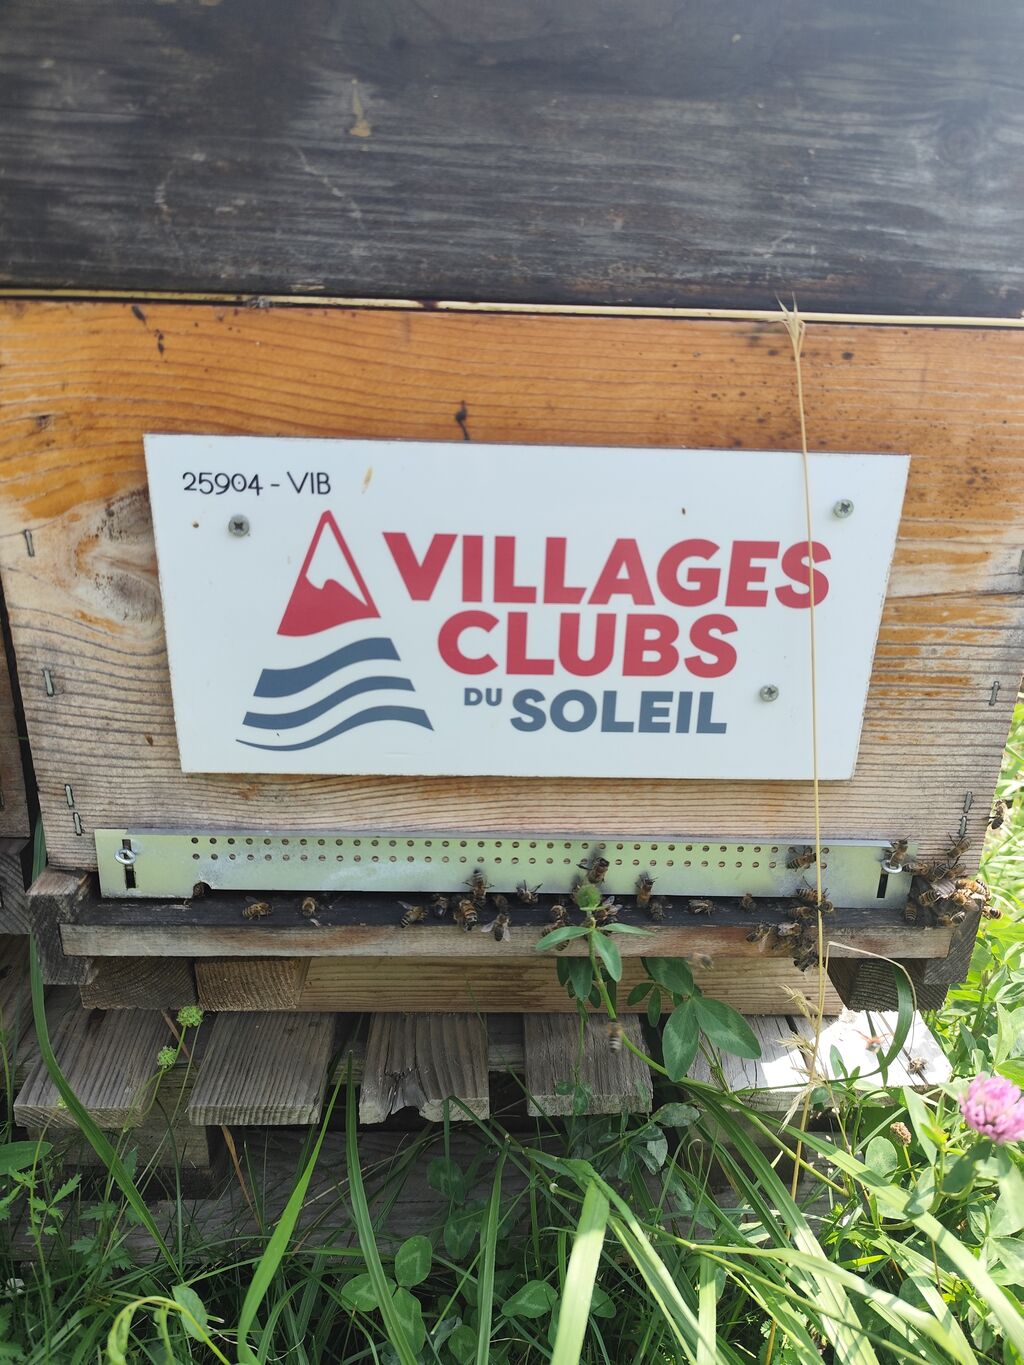 25904 - VIB
VILLAGES
CLUBS
DU SOLEIL